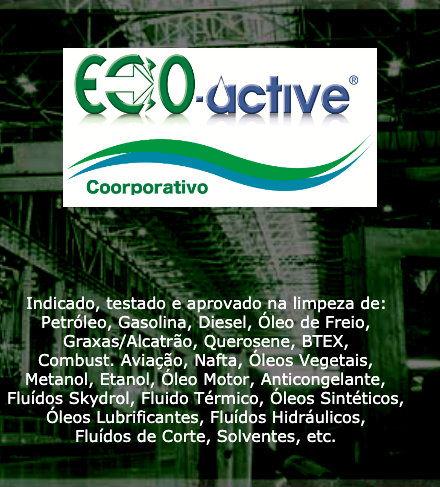 ECO-active®
Coorporativo
Indicado, testado e aprovado na limpeza de:
Petróleo, Gasolina, Diesel, Óleo de Freio,
Graxas/Alcatrão, Querosene, BTEX,
Combust. Aviação, Nafta, Óleos Vegetais,
Metanol, Etanol, Óleo Motor, Anticongelante,
Fluídos Skydrol, Fluido Térmico, Óleos Sintéticos,
Óleos Lubrificantes, Fluídos Hidráulicos,
Fluídos de Corte, Solventes, etc.